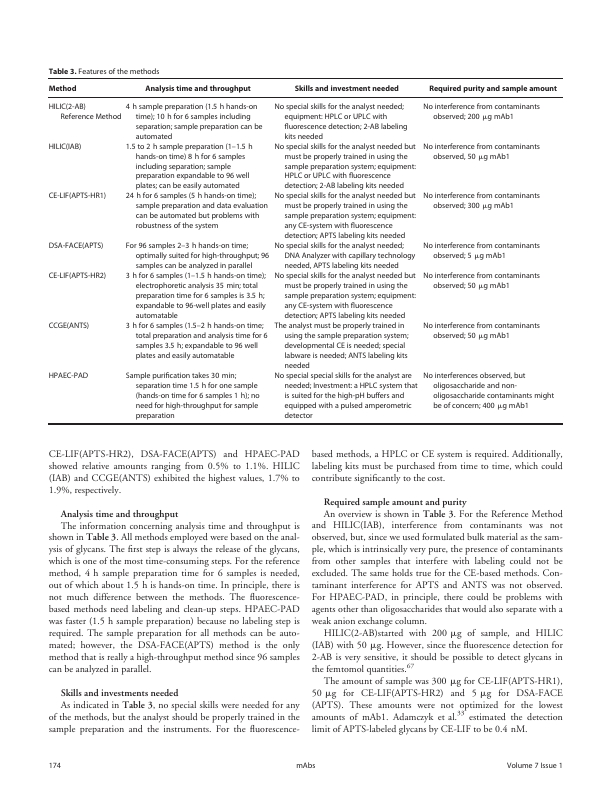 Table 3. Features of the methods
Method Analysis time and throughput Skills and investment needed Required purity and sample amount
HILIC(2-AB)
Reference Method
4 h sample preparation (1.5 h hands-on
time); 10 h for 6 samples including
separation; sample preparation can be
automated
No special skills for the analyst needed;
equipment: HPLC or UPLC with
fluorescence detection; 2-AB labeling
kits needed
No interference from contaminants
observed; 200 μg mAb1
HILIC(IAB)
1.5 to 2 h sample preparation (1–1.5 h
hands-on time) 8 h for 6 samples
including separation; sample
preparation expandable to 96 well
plates; can be easily automated
No special skills for the analyst needed but
must be properly trained in using the
sample preparation system; equipment:
HPLC or UPLC with fluorescence
detection; 2-AB labeling kits needed
No interference from contaminants
observed, 50 μg mAb1
CE-LIF(APTS-HR1)
24 h for 6 samples (5 h hands-on time);
sample preparation and data evaluation
can be automated but problems with
robustness of the system
No special skills for the analyst needed but
must be properly trained in using the
sample preparation system; equipment:
any CE-system with fluorescence
detection; APTS labeling kits needed
No interference from contaminants
observed; 300 μg mAb1
DSA-FACE(APTS)
For 96 samples 2–3 h hands-on time;
optimally suited for high-throughput; 96
samples can be analyzed in parallel
No special skills for the analyst needed;
DNA Analyzer with capillary technology
needed, APTS labeling kits needed
No interference from contaminants
observed; 5 μg mAb1
CE-LIF(APTS-HR2)
3 h for 6 samples (1–1.5 h hands-on time);
electrophoretic analysis 35 min; total
preparation time for 6 samples is 3.5 h;
expandable to 96-well plates and easily
automatable
No special skills for the analyst needed but
must be properly trained in using the
sample preparation system; equipment:
any CE-system with fluorescence
detection; APTS labeling kits needed
No interference from contaminants
observed; 50 μg mAb1
CCGE(ANTS)
3 h for 6 samples (1.5–2 h hands-on time;
total preparation and analysis time for 6
samples 3.5 h; expandable to 96 well
plates and easily automatable
The analyst must be properly trained in
using the sample preparation system;
developmental CE is needed; special
labware is needed; ANTS labeling kits
needed
No interference from contaminants
observed; 50 μg mAb1
HPAEC-PAD
Sample purification takes 30 min;
separation time 1.5 h for one sample
(hands-on time for 6 samples 1 h); no
need for high-throughput for sample
preparation
No special special skills for the analyst are
needed; Investment: a HPLC system that
is suited for the high-pH buffers and
equipped with a pulsed amperometric
detector
No interferences observed, but
oligosaccharide and non-
oligosaccharide contaminants might
be of concern; 400 μg mAb1
CE-LIF(APTS-HR2), DSA-FACE(APTS) and HPAEC-PAD
showed relative amounts ranging from 0.5% to 1.1%. HILIC
(IAB) and CCGE(ANTS) exhibited the highest values, 1.7% to
1.9%, respectively.
Analysis time and throughput
The information concerning analysis time and throughput is
shown in Table 3. All methods employed were based on the anal-
ysis of glycans. The first step is always the release of the glycans,
which is one of the most time-consuming steps. For the reference
method, 4 h sample preparation time for 6 samples is needed,
out of which about 1.5 h is hands-on time. In principle, there is
not much difference between the methods. The fluorescence-
based methods need labeling and clean-up steps. HPAEC-PAD
was faster (1.5 h sample preparation) because no labeling step is
required. The sample preparation for all methods can be auto-
mated; however, the DSA-FACE(APTS) method is the only
method that is really a high-throughput method since 96 samples
can be analyzed in parallel.
Skills and investments needed
As indicated in Table 3, no special skills were needed for any
of the methods, but the analyst should be properly trained in the
sample preparation and the instruments. For the fluorescence-
based methods, a HPLC or CE system is required. Additionally,
labeling kits must be purchased from time to time, which could
contribute significantly to the cost.
Required sample amount and purity
An overview is shown in Table 3. For the Reference Method
and HILIC(IAB), interference from contaminants was not
observed, but, since we used formulated bulk material as the sam-
ple, which is intrinsically very pure, the presence of contaminants
from other samples that interfere with labeling could not be
excluded. The same holds true for the CE-based methods. Con-
taminant interference for APTS and ANTS was not observed.
For HPAEC-PAD, in principle, there could be problems with
agents other than oligosaccharides that would also separate with a
weak anion exchange column.
HILIC(2-AB)started with 200 μg of sample, and HILIC
(IAB) with 50 μg. However, since the fluorescence detection for
2-AB is very sensitive, it should be possible to detect glycans in
the femtomol quantities.67
The amount of sample was 300 μg for CE-LIF(APTS-HR1),
50 μg for CE-LIF(APTS-HR2) and 5 μg for DSA-FACE
(APTS). These amounts were not optimized for the lowest
amounts of mAb1. Adamczyk et al.33 estimated the detection
limit of APTS-labeled glycans by CE-LIF to be 0.4 nM.
174 mAbs Volume 7 Issue 1